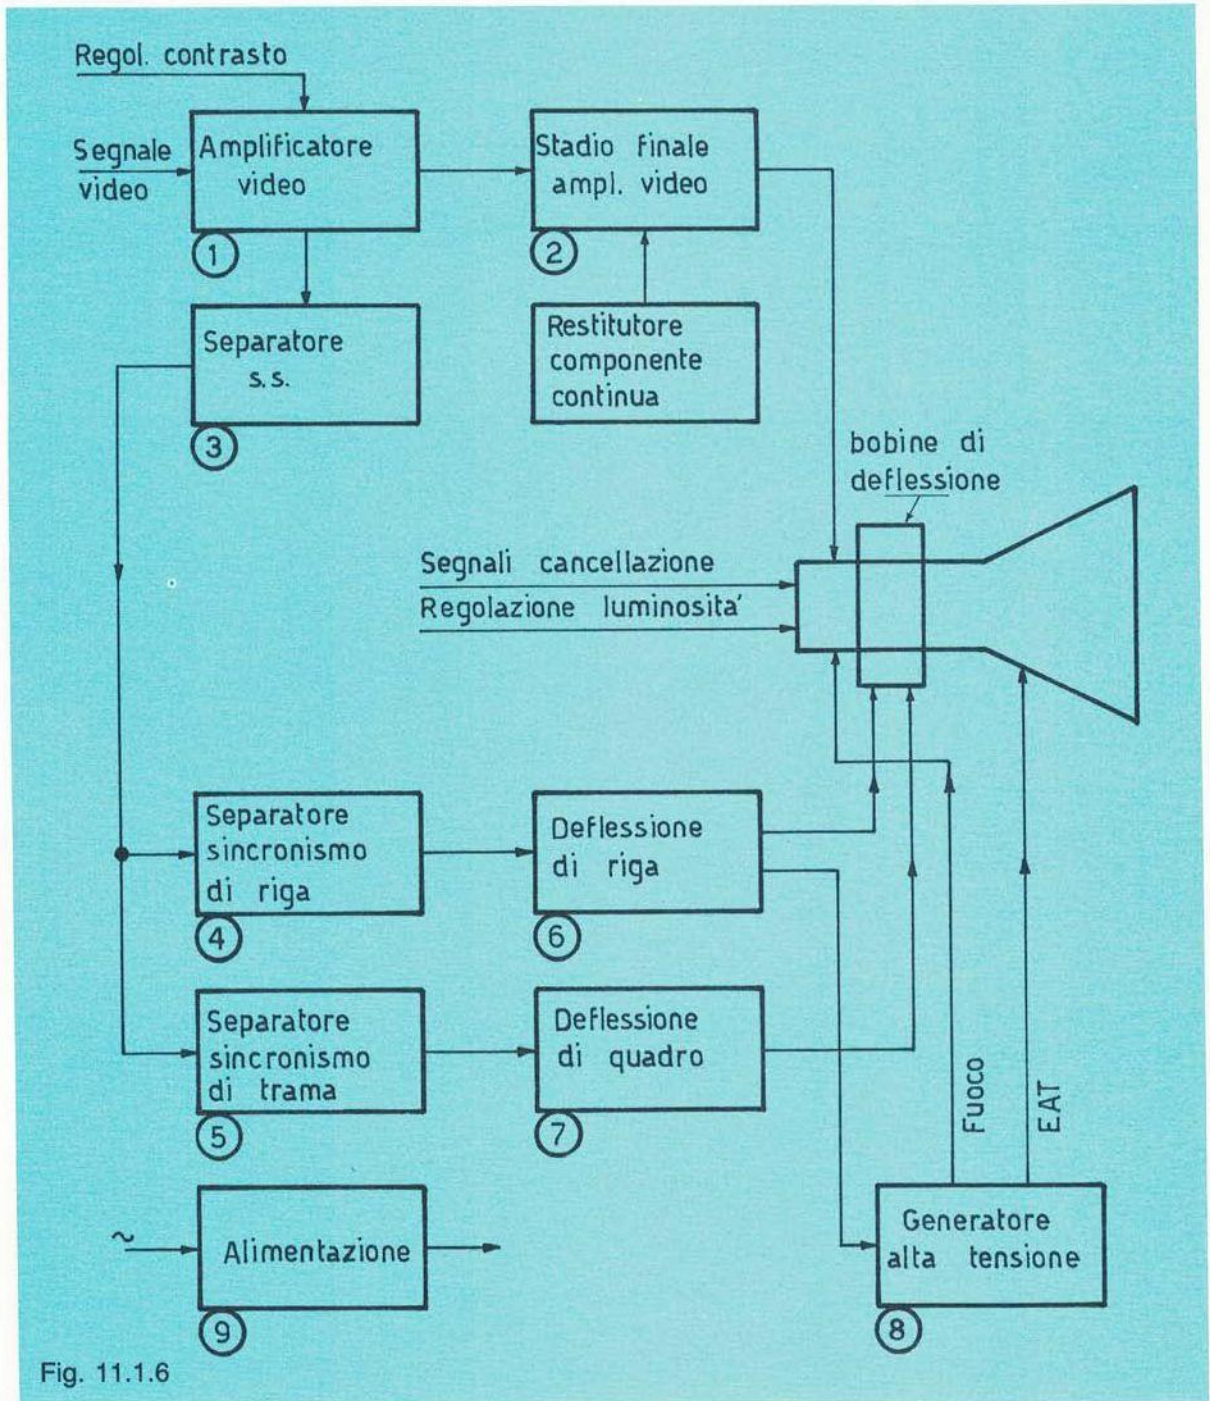 Regol. contrasto
Segnale
video
Amplificatore
video
1
Stadio finale
ampl. video
2
Separatore
s.s.
3
Restitutore
componente
continua
bobine di
deflessione
Segnali cancellazione
Regolazione luminosita'
Separatore
sincronismo
di riga
4
Deflessione
di riga
6
Separatore
sincronismo
di trama
5
Deflessione
di quadro
7
Fuoco
EAT
~
Alimentazione
9
Generatore
alta tensione
8
Fig. 11.1.6